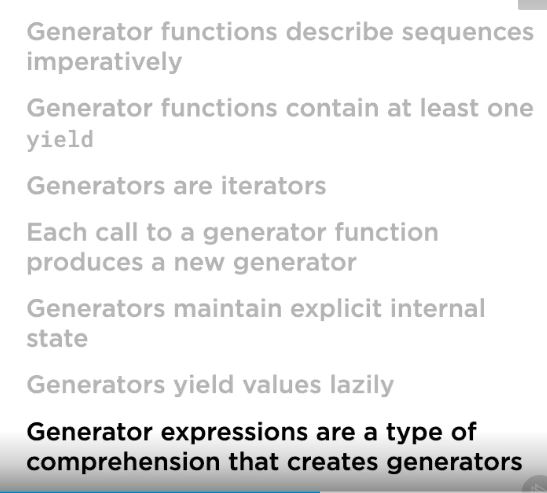 Generator functions describe sequences
imperatively
Generator functions contain at least one
yield
Generators are iterators
Each call to a generator function
produces a new generator
Generators maintain explicit internal
state
Generators yield values lazily
Generator expressions are a type of
comprehension that creates generators